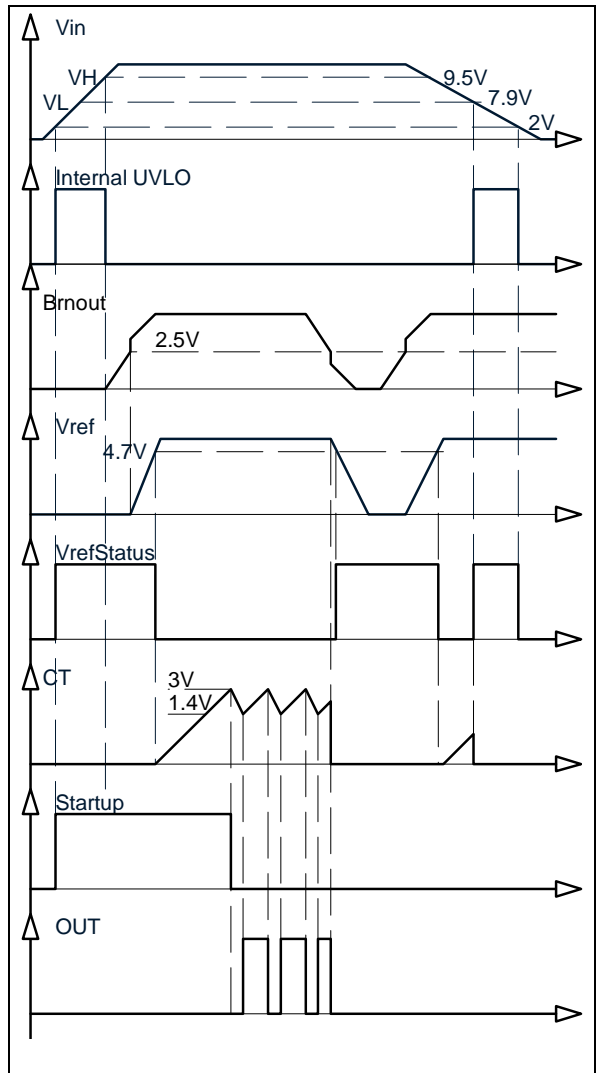 Vin
VH
9.5V
VL
7.9V
2V
Internal UVLO
Brnout
2.5V
Vref
4.7V
VrefStatus
CT
3V
1.4V
Startup
OUT